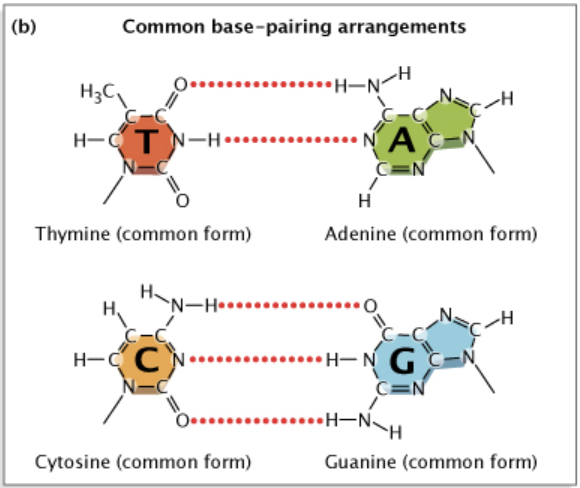 (b) Common base-pairing arrangements
H₃C O H N H N C H
C C C C
H C T N H N A C N
N C C N
O H
Thymine (common form) Adenine (common form)
H H N H O N C H
C C C C
H C C N H N G C N
N C C N
O H N H
Cytosine (common form) Guanine (common form)